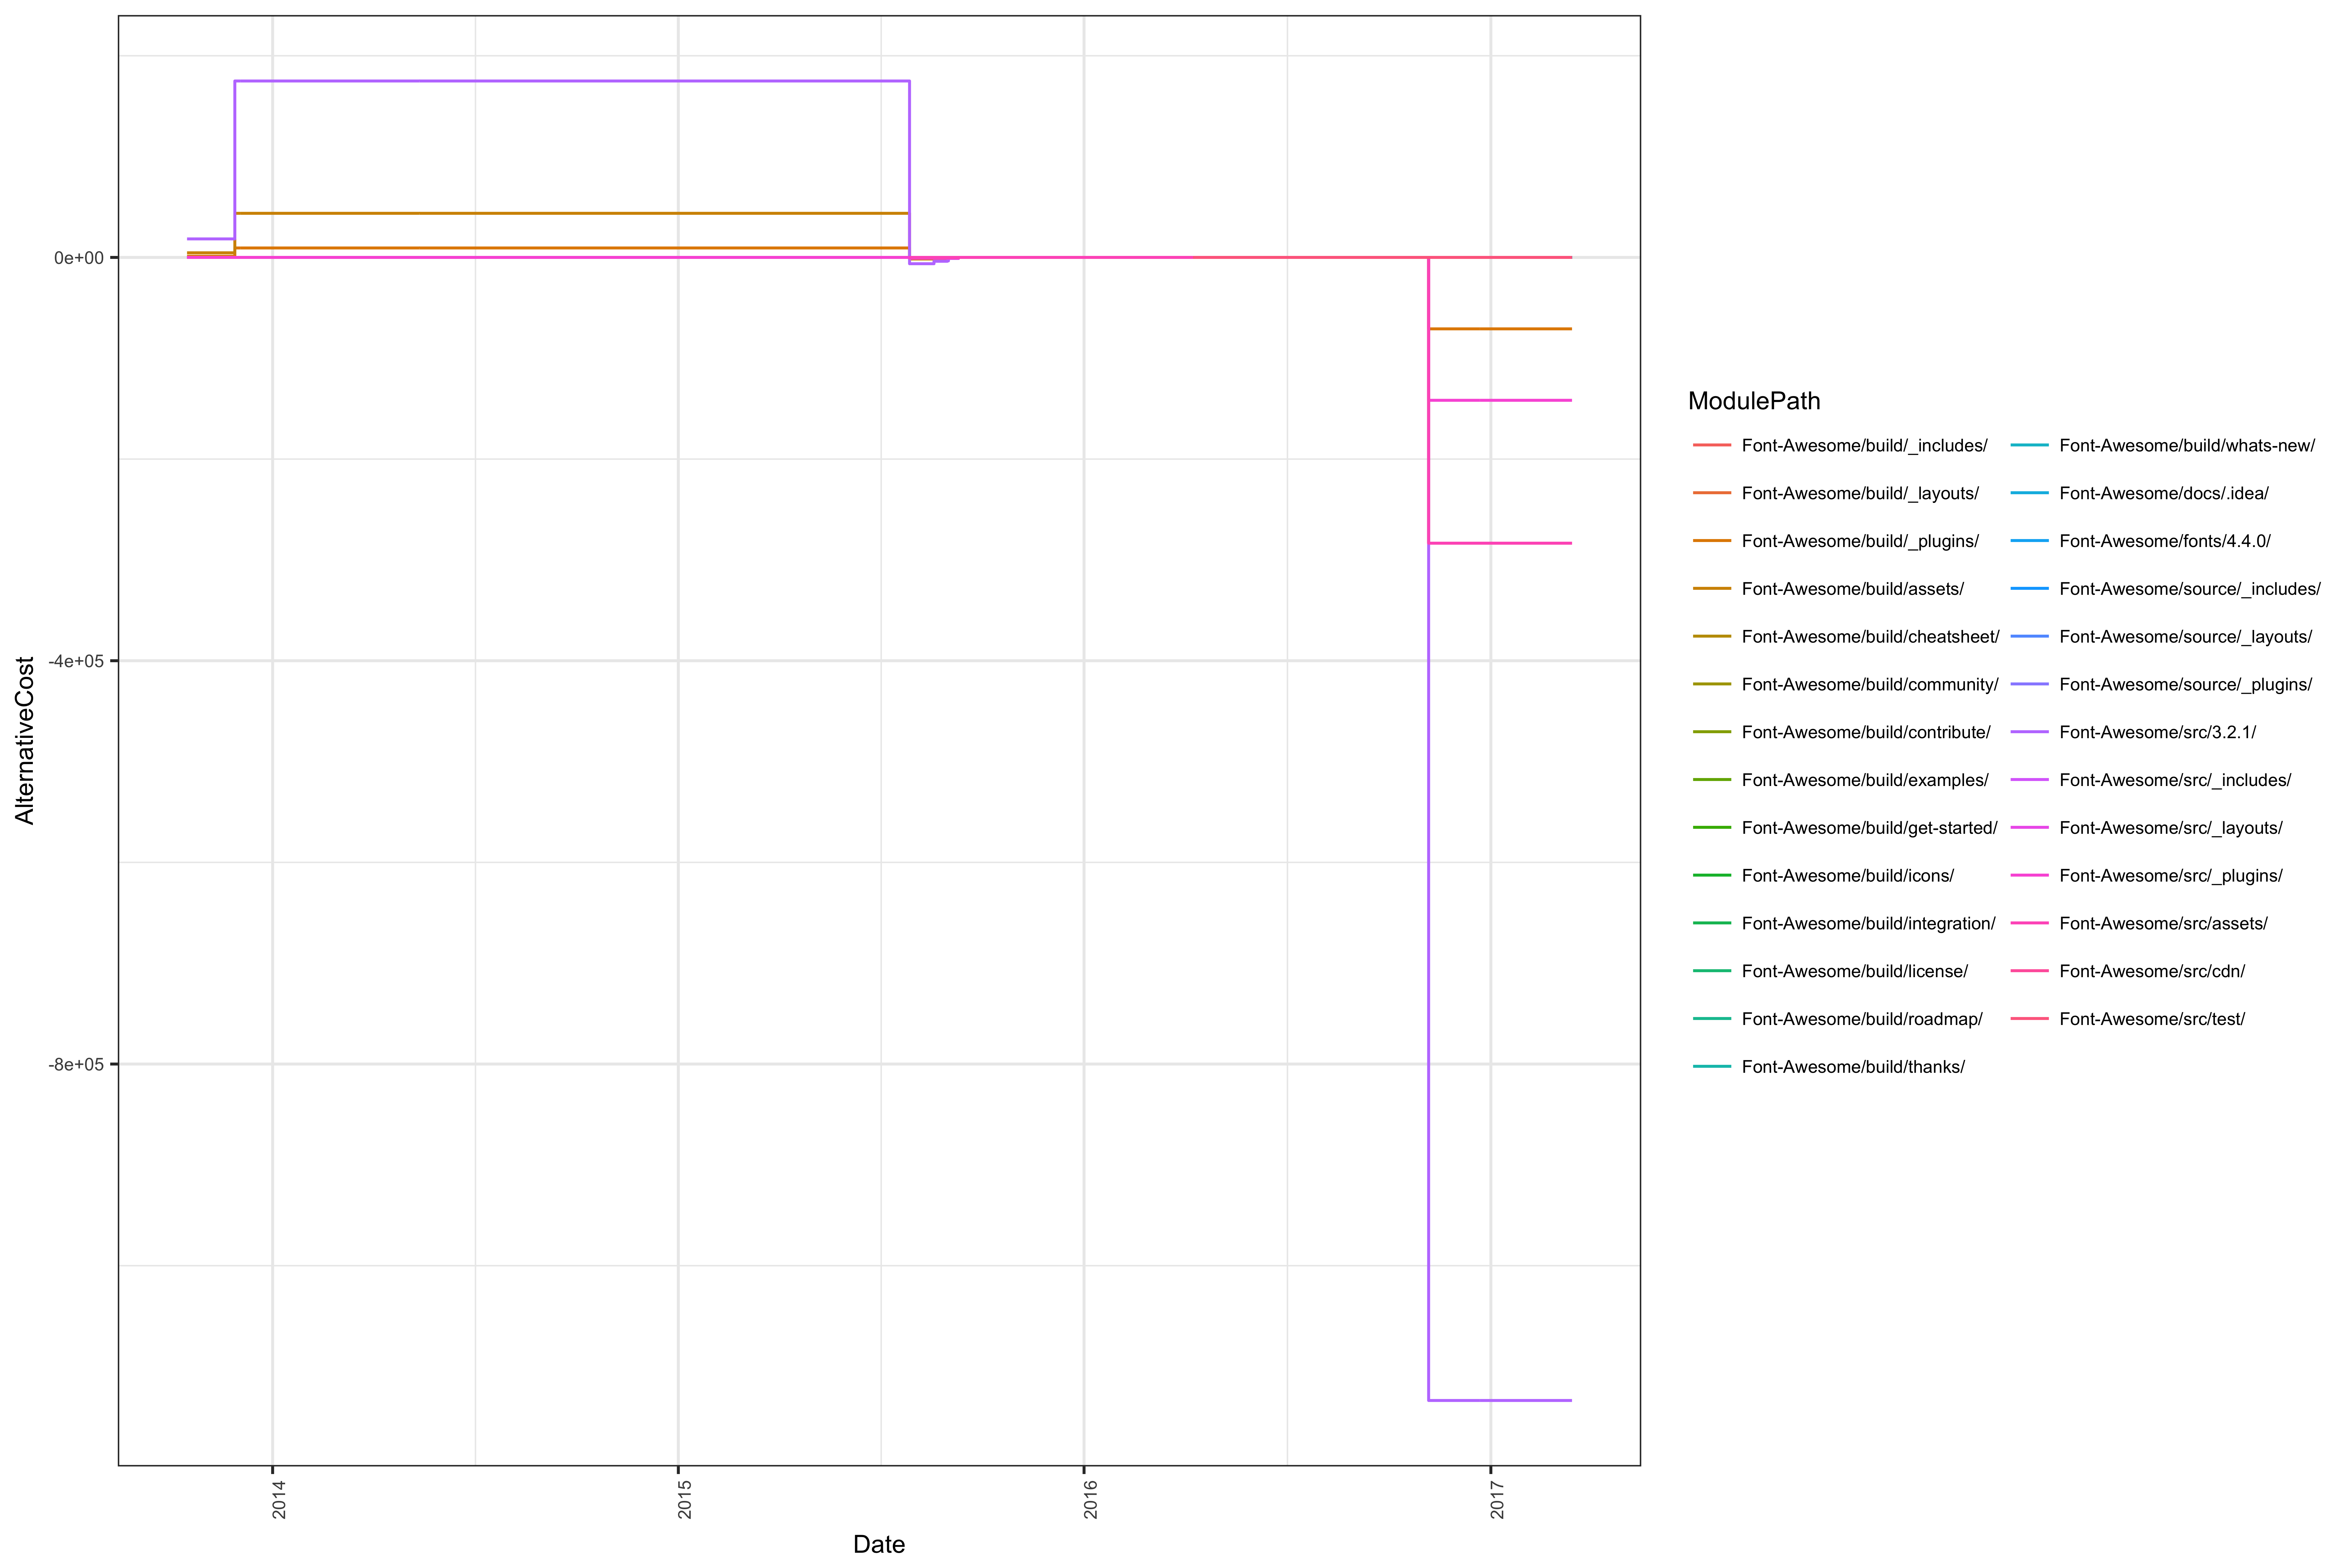 AlternativeCost
0e+00
-4e+05
-8e+05
2014
2015
2016
2017
Date
ModulePath
Font-Awesome/build/_includes/
Font-Awesome/build/_layouts/
Font-Awesome/build/_plugins/
Font-Awesome/build/assets/
Font-Awesome/build/cheatsheet/
Font-Awesome/build/community/
Font-Awesome/build/contribute/
Font-Awesome/build/examples/
Font-Awesome/build/get-started/
Font-Awesome/build/icons/
Font-Awesome/build/integration/
Font-Awesome/build/license/
Font-Awesome/build/roadmap/
Font-Awesome/build/thanks/
Font-Awesome/build/whats-new/
Font-Awesome/docs/.idea/
Font-Awesome/fonts/4.4.0/
Font-Awesome/source/_includes/
Font-Awesome/source/_layouts/
Font-Awesome/source/_plugins/
Font-Awesome/src/3.2.1/
Font-Awesome/src/_includes/
Font-Awesome/src/_layouts/
Font-Awesome/src/_plugins/
Font-Awesome/src/assets/
Font-Awesome/src/cdn/
Font-Awesome/src/test/